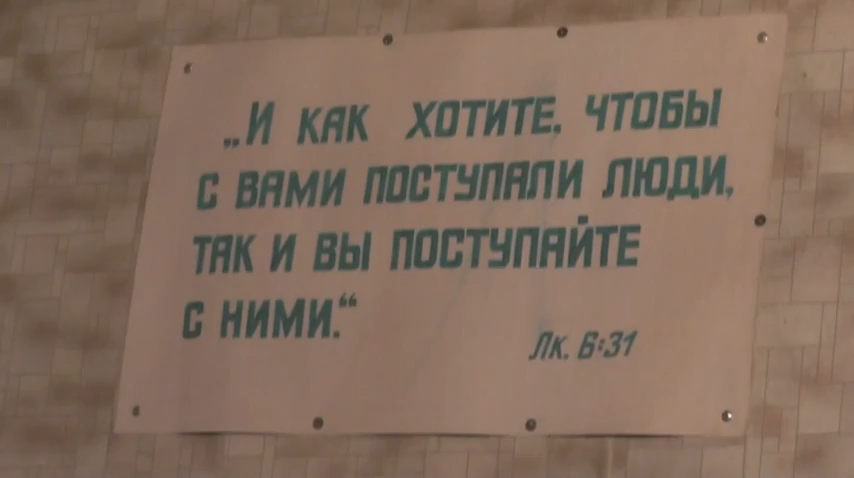 „И КАК ХОТИТЕ, ЧТОБЫ
С ВАМИ ПОСТУПАЛИ ЛЮДИ,
ТАК И ВЫ ПОСТУПАЙТЕ
С НИМИ.“
Лк. 6:31